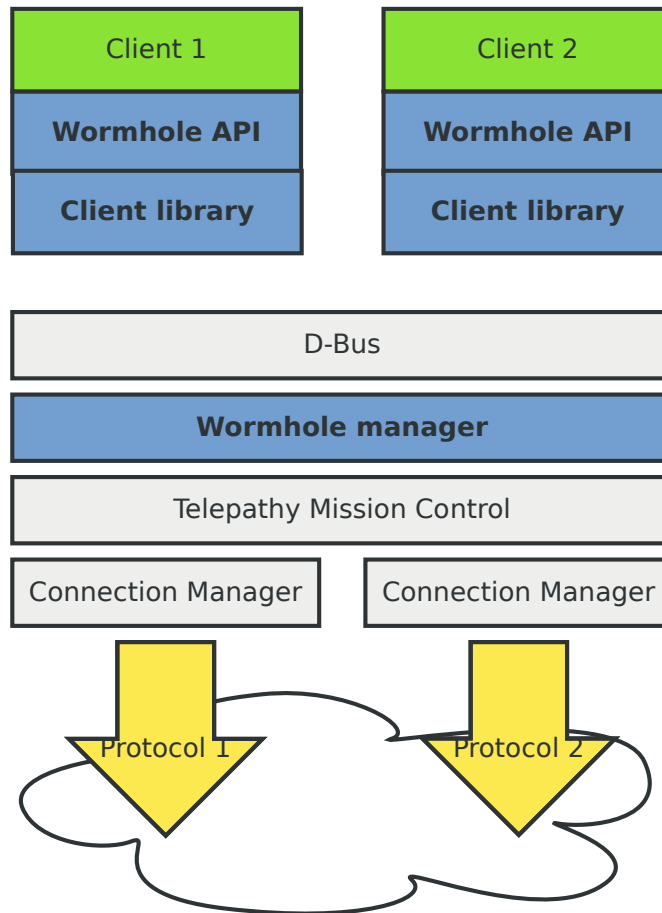 Client 1
Client 2
Wormhole API
Wormhole API
Client library
Client library
D-Bus
Wormhole manager
Telepathy Mission Control
Connection Manager
Connection Manager
Protocol 1
Protocol 2